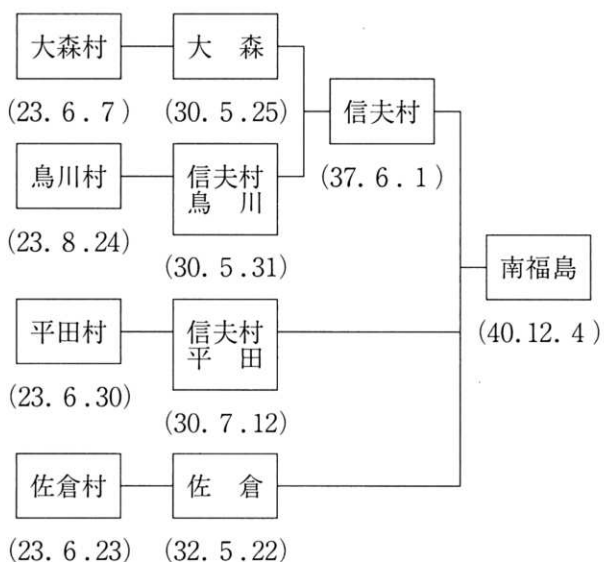 大森村
大 森
(23.6.7)
(30.5.25)
信夫村
(37.6.1)
鳥川村
信夫村
鳥 川
(23.8.24)
(30.5.31)
南福島
(40.12.4)
平田村
信夫村
平 田
(23.6.30)
(30.7.12)
佐倉村
佐 倉
(23.6.23)
(32.5.22)